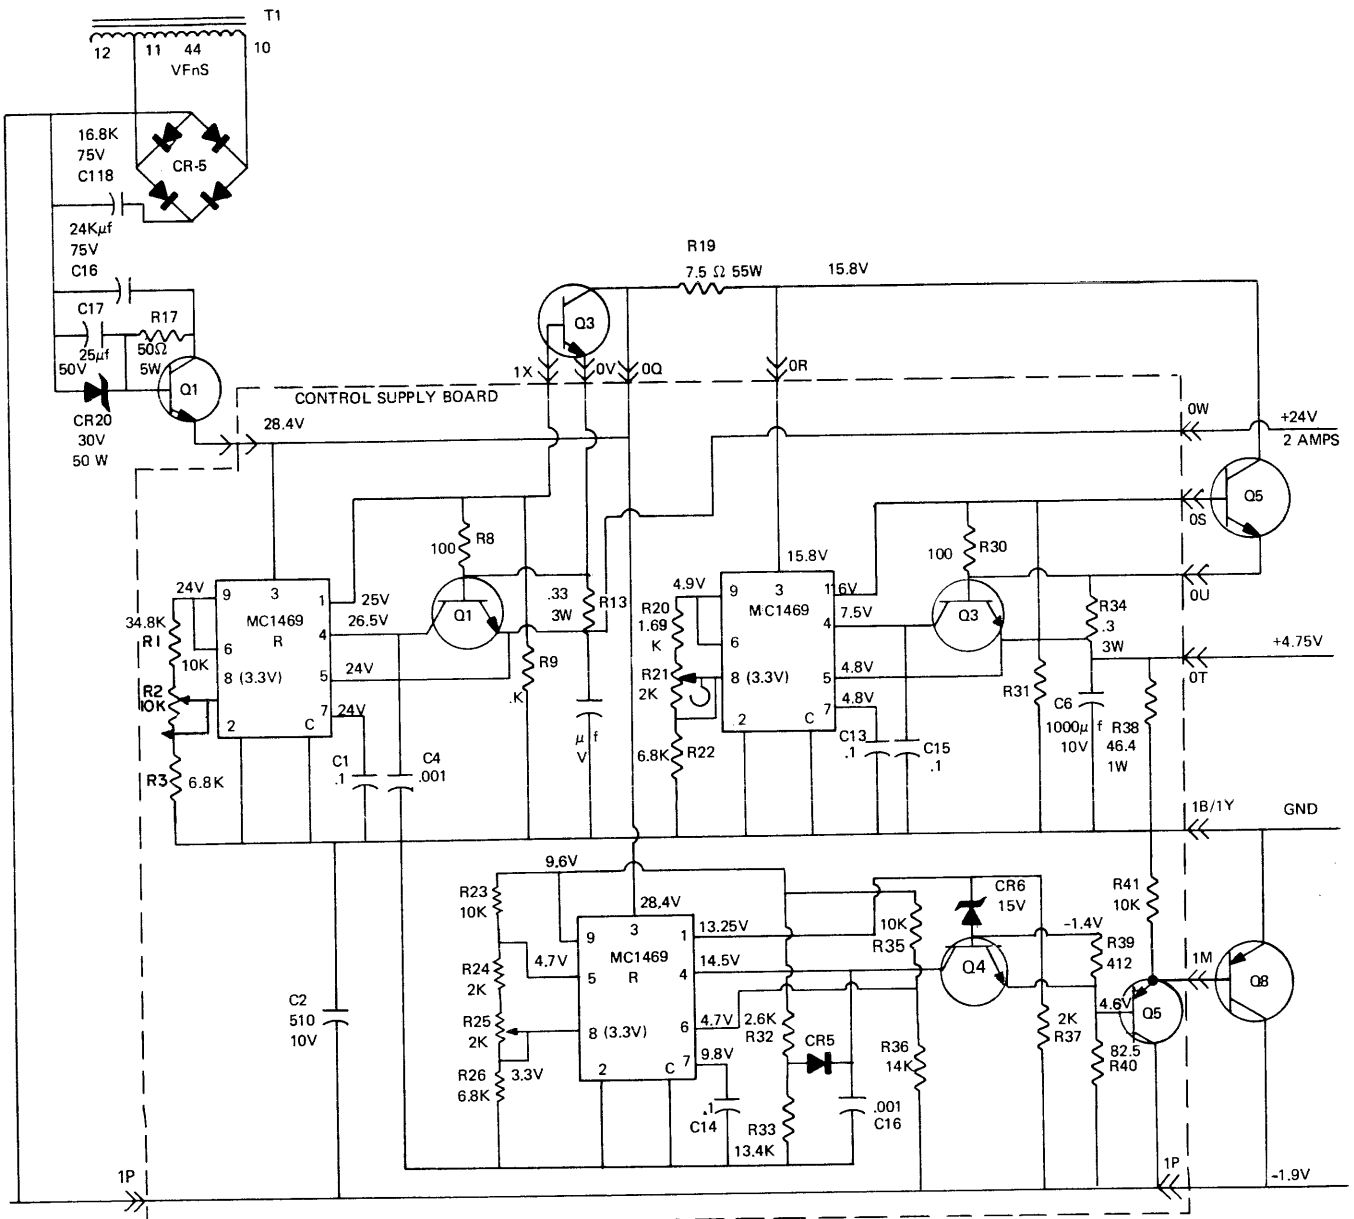 T1
12 11 44 10
VFnS
16.8K
75V
C118
CR-5
24Kµf
75V
C16
C17
25µf
R17
50Ω
5W
50V
Q1
CR20
30V
50 W
28.4V
R19
7.5 Ω 55W
15.8V
Q3
1X
0V
0Q
0R
CONTROL SUPPLY BOARD
0W
+24V
2 AMPS
Q5
0S
0U
+4.75V
0T
24V
34.8K
R1
10K
R2
10K
R3
6.8K
9
3
1
MC1469
R
4
6
8 (3.3V)
5
7
2
C
25V
26.5V
24V
24V
R8
100
Q1
.33
3W
R13
R9
.K
µ f
V
C1
.1
C4
.001
4.9V
R20
1.69
K
R21
2K
6.8K
R22
15.8V
9
3
1
MC1469
4
6
8 (3.3V)
5
7
2
C
16V
7.5V
4.8V
4.8V
R30
100
Q3
R34
.3
3W
R31
C6
1000µ f
10V
R38
46.4
1W
C13
.1
C15
.1
1B/1Y
GND
9.6V
R23
10K
R24
2K
R25
2K
R26
6.8K
4.7V
3.3V
28.4V
9
3
1
MC1469
R
5
4
8 (3.3V)
6
7
2
C
13.25V
14.5V
4.7V
9.8V
2.6K
R32
CR5
.1
C14
R33
13.4K
.001
C16
10K
R35
R36
14K
CR6
15V
Q4
-1.4V
R39
412
4.6V
2K
R37
82.5
R40
R41
10K
Q5
1M
Q8
C2
510
10V
1P
1P
-1.9V